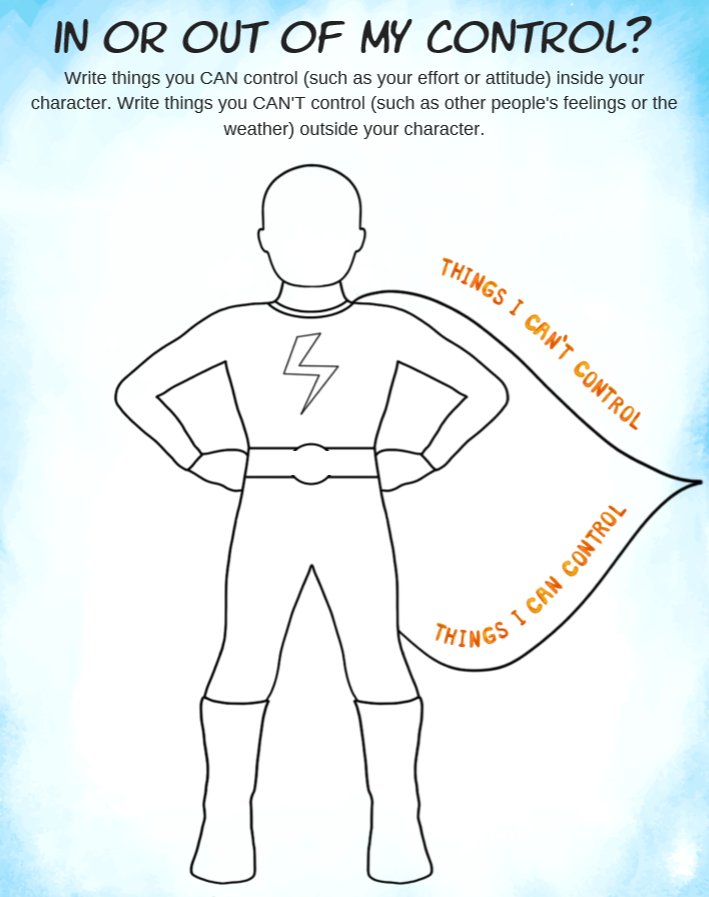 IN OR OUT OF MY CONTROL?
Write things you CAN control (such as your effort or attitude) inside your
character. Write things you CAN'T control (such as other people's feelings or the
weather) outside your character.
THINGS I CAN'T CONTROL
THINGS I CAN CONTROL